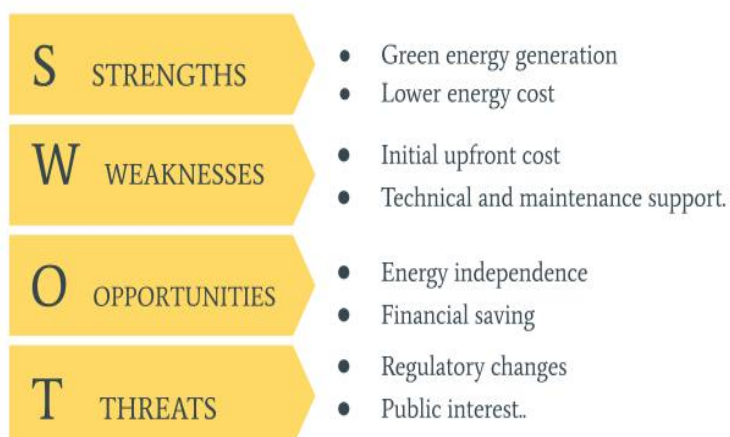 S STRENGTHS
● Green energy generation
● Lower energy cost
W WEAKNESSES
● Initial upfront cost
● Technical and maintenance support.
O OPPORTUNITIES
● Energy independence
● Financial saving
T THREATS
● Regulatory changes
● Public interest..